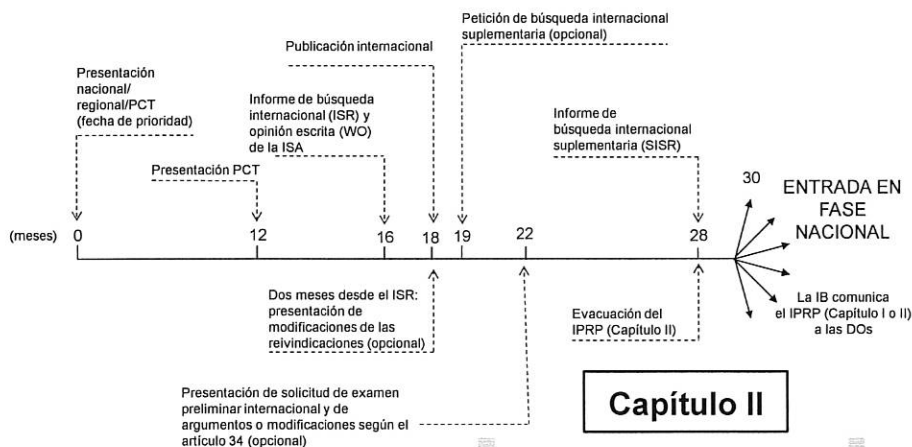 Petición de búsqueda internacional
suplementaria (opcional)
Publicación internacional
Presentación
nacional/
regional/PCT
(fecha de prioridad)
Informe de búsqueda
internacional (ISR) y
opinión escrita (WO)
de la ISA
Informe de
búsqueda internacional
suplementaria (SISR)
Presentación PCT
30
ENTRADA EN
FASE
NACIONAL
(meses) 0 12 16 18 19 22 28
Dos meses desde el ISR:
presentación de
modificaciones de las
reivindicaciones (opcional)
Evacuación del
IPRP (Capítulo II)
La IB comunica
el IPRP (Capítulo I o II)
a las DOs
Presentación de solicitud de examen
preliminar internacional y de
argumentos o modificaciones según el
artículo 34 (opcional)
Capítulo II